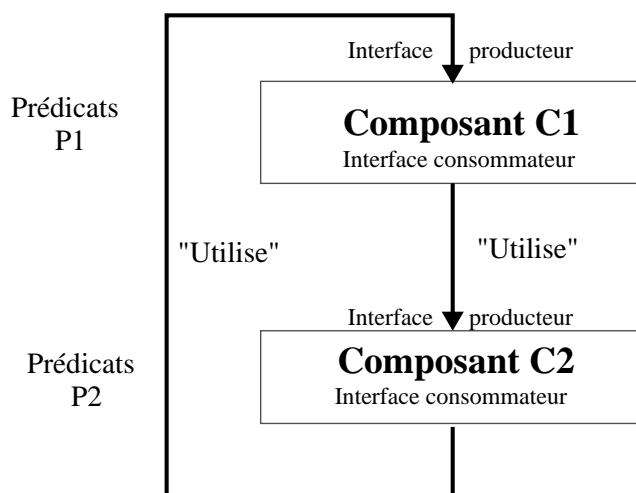 Interface producteur
Prédicats
P1
Composant C1
Interface consommateur
"Utilise"
"Utilise"
Interface producteur
Prédicats
P2
Composant C2
Interface consommateur